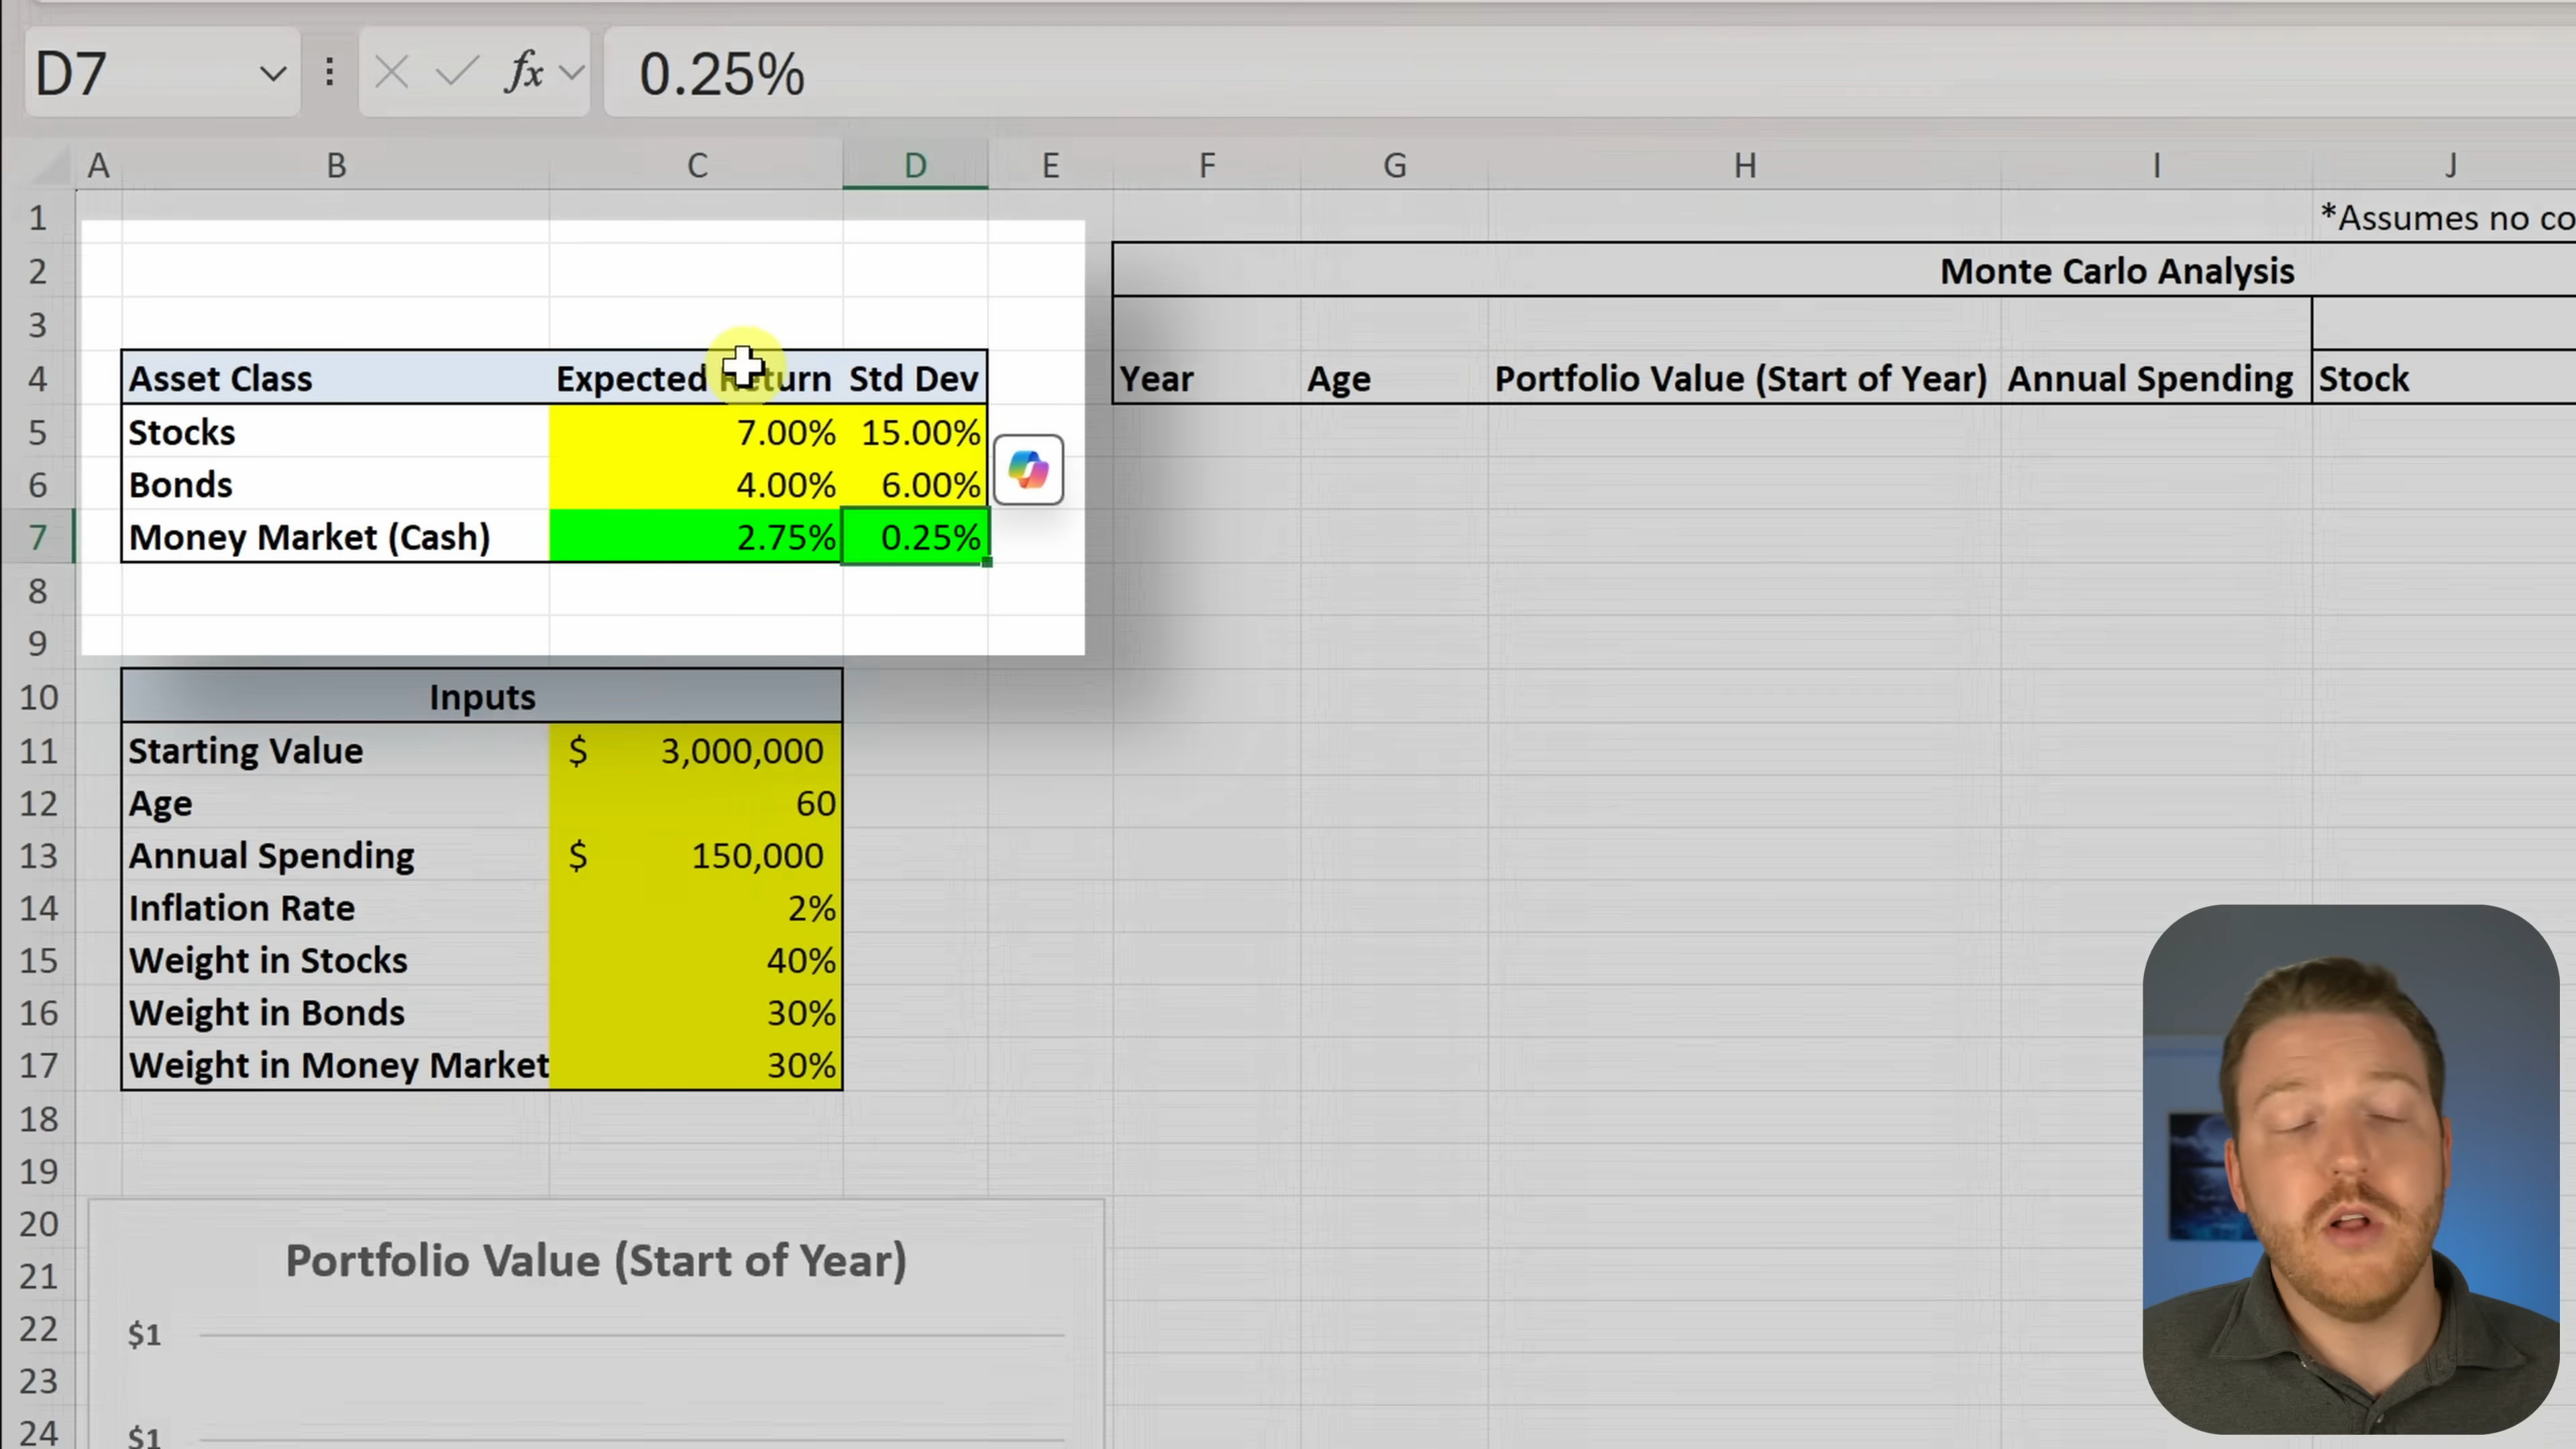 D7 fx 0.25%
A B C D E F G H I J
1 *Assumes no co
2 Monte Carlo Analysis
3
4 Asset Class Expected Return Std Dev Year Age Portfolio Value (Start of Year) Annual Spending Stock
5 Stocks 7.00% 15.00%
6 Bonds 4.00% 6.00%
7 Money Market (Cash) 2.75% 0.25%
8
9
10 Inputs
11 Starting Value $ 3,000,000
12 Age 60
13 Annual Spending $ 150,000
14 Inflation Rate 2%
15 Weight in Stocks 40%
16 Weight in Bonds 30%
17 Weight in Money Market 30%
18
19
20
21 Portfolio Value (Start of Year)
22 $1
23
24 $1